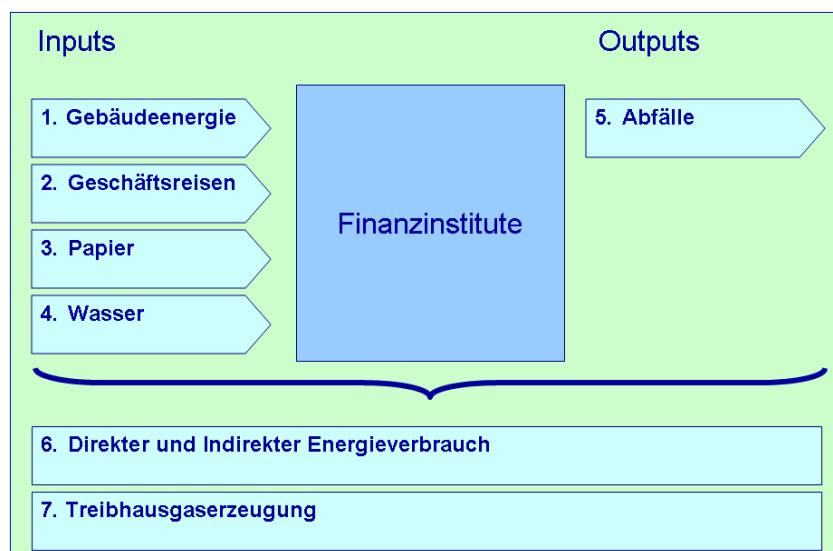 Inputs
Outputs
1. Gebäudeenergie
2. Geschäftsreisen
3. Papier
4. Wasser
Finanzinstitute
5. Abfälle
6. Direkter und Indirekter Energieverbrauch
7. Treibhausgaserzeugung